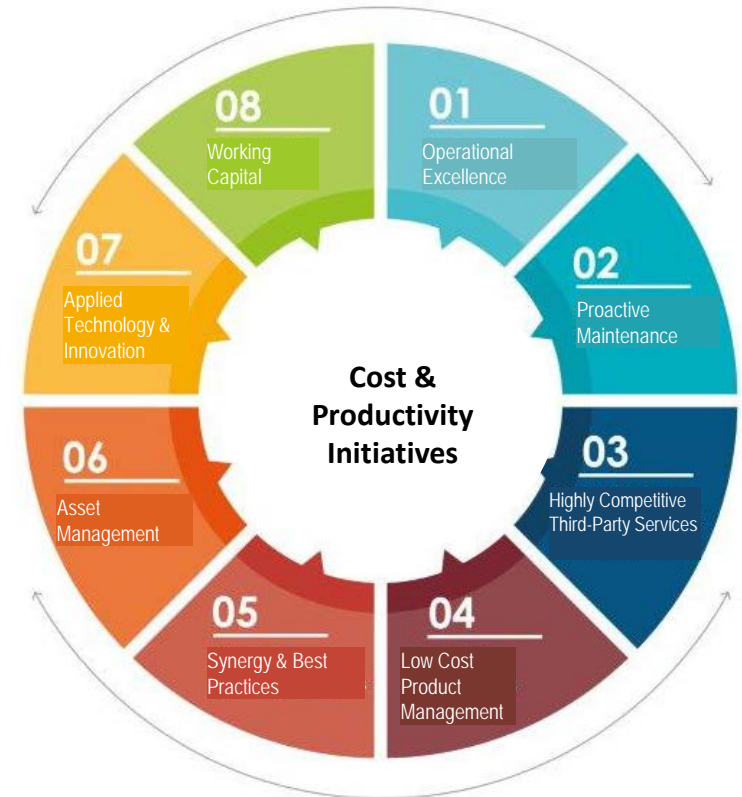 01
Operational
Excellence
02
Proactive
Maintenance
03
Highly Competitive
Third-Party Services
04
Low Cost
Product
Management
05
Synergy & Best
Practices
06
Asset
Management
07
Applied
Technology &
Innovation
08
Working
Capital
Cost &
Productivity
Initiatives